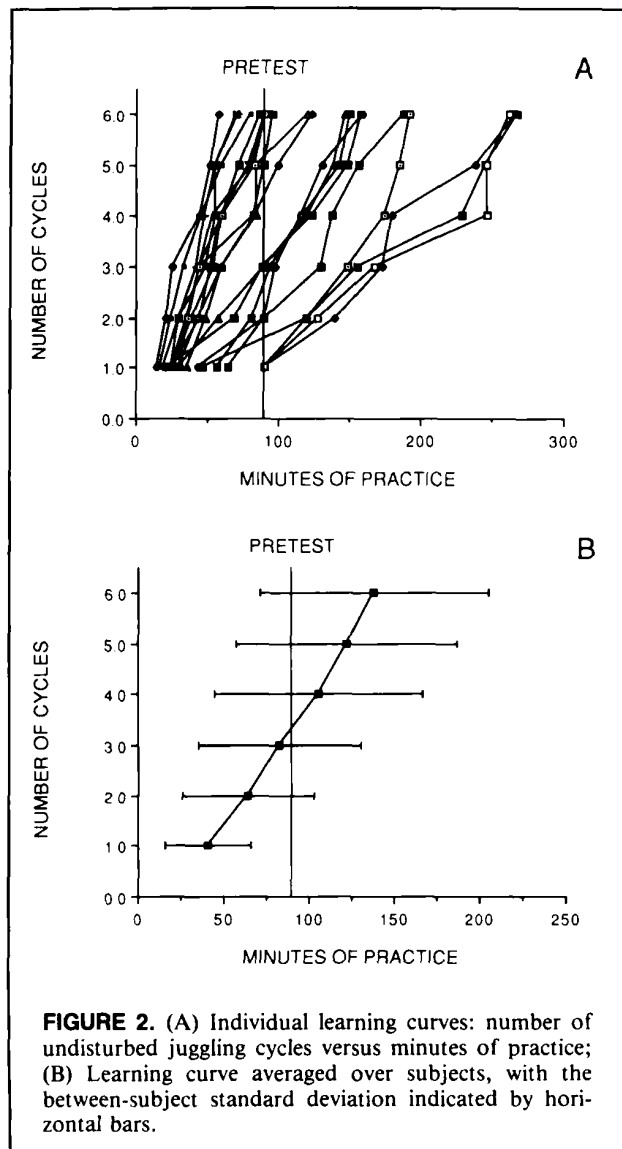 PRETEST
A
NUMBER OF CYCLES
6.0
5.0
4.0
3.0
2.0
1.0
0.0
0 100 200 300
MINUTES OF PRACTICE
PRETEST
B
NUMBER OF CYCLES
6 0
5 0
4 0
3 0
2 0
1 0
0 0
0 50 100 150 200 250
MINUTES OF PRACTICE
FIGURE 2. (A) Individual learning curves: number of
undisturbed juggling cycles versus minutes of practice;
(B) Learning curve averaged over subjects, with the
between-subject standard deviation indicated by hori-
zontal bars.